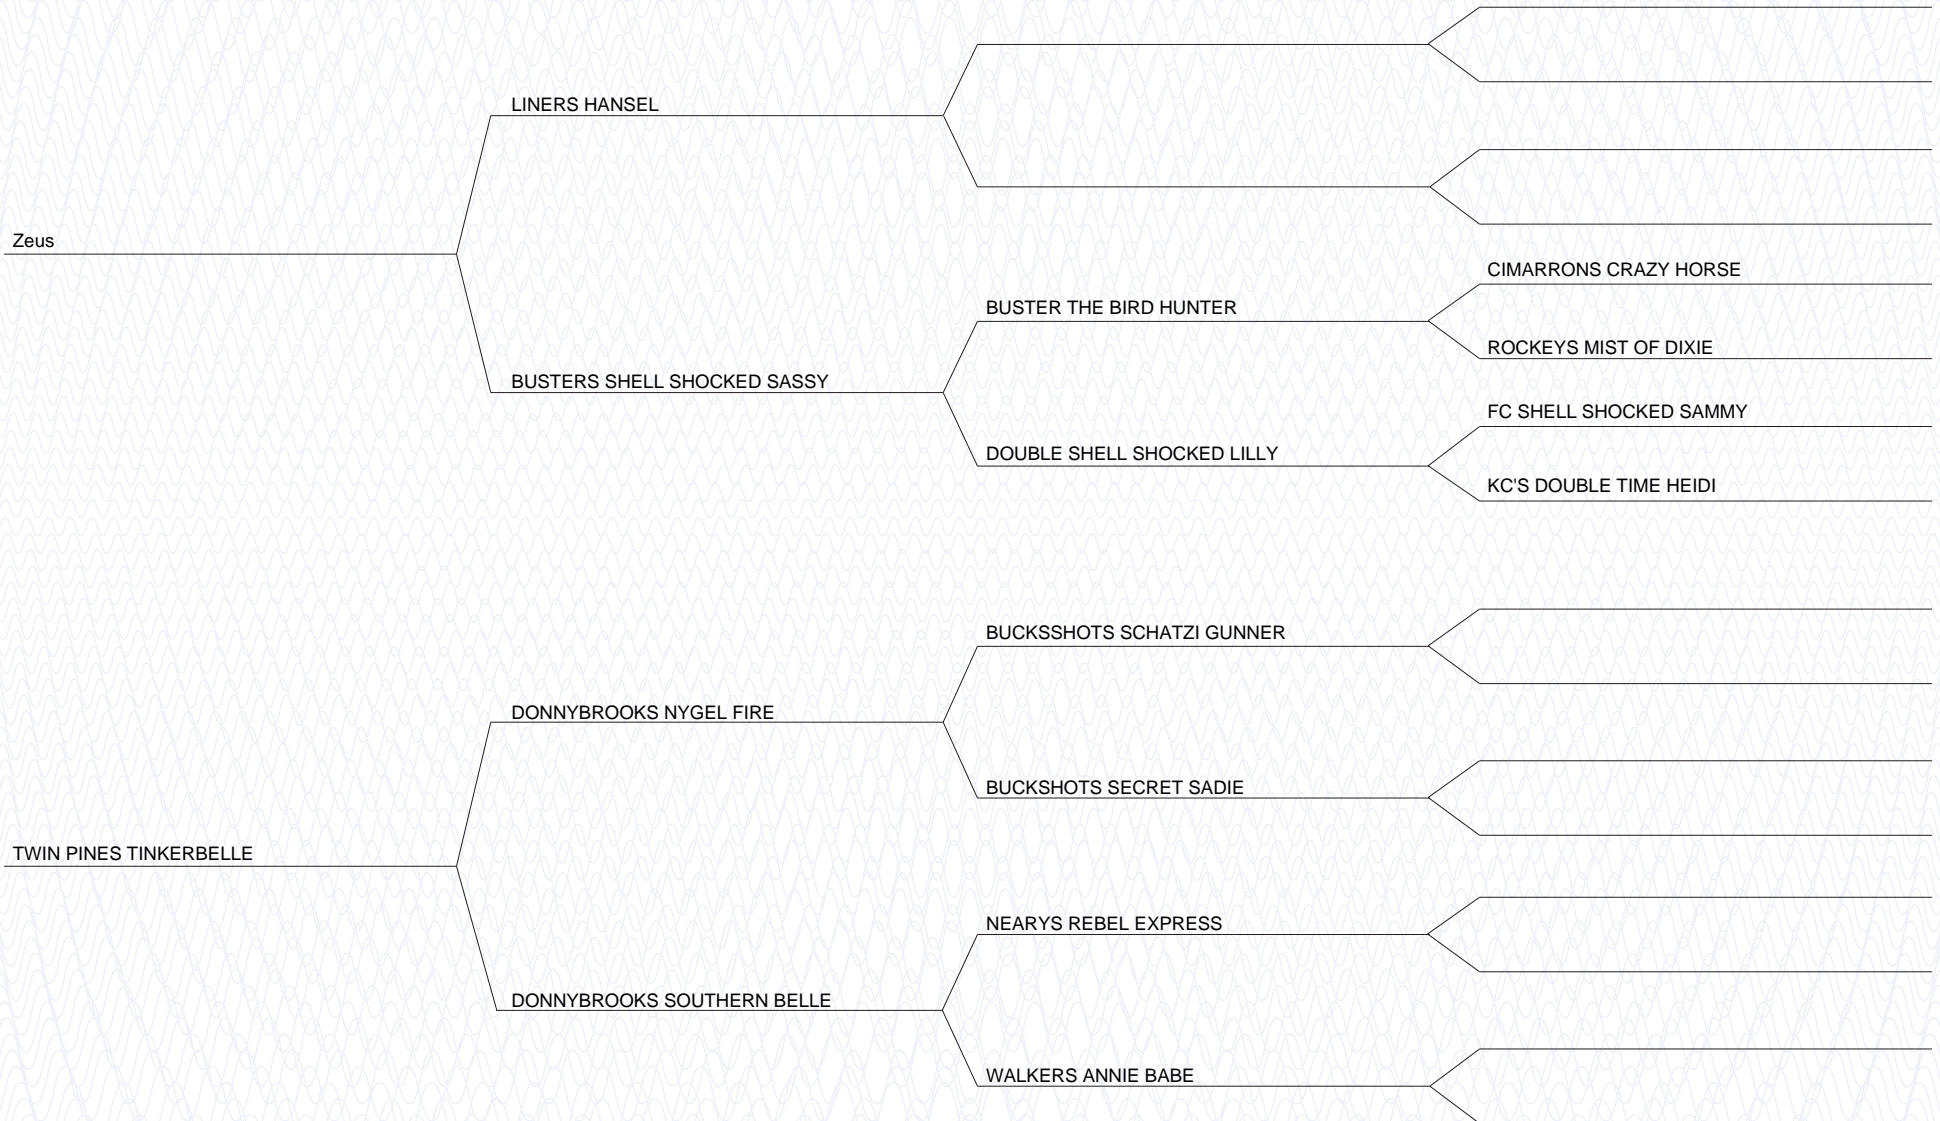 LINERS HANSEL
Zeus
CIMARRONS CRAZY HORSE
BUSTER THE BIRD HUNTER
ROCKEYS MIST OF DIXIE
BUSTERS SHELL SHOCKED SASSY
FC SHELL SHOCKED SAMMY
DOUBLE SHELL SHOCKED LILLY
KC'S DOUBLE TIME HEIDI
BUCKSSHOTS SCHATZI GUNNER
DONNYBROOKS NYGEL FIRE
BUCKSHOTS SECRET SADIE
TWIN PINES TINKERBELLE
NEARYS REBEL EXPRESS
DONNYBROOKS SOUTHERN BELLE
WALKERS ANNIE BABE